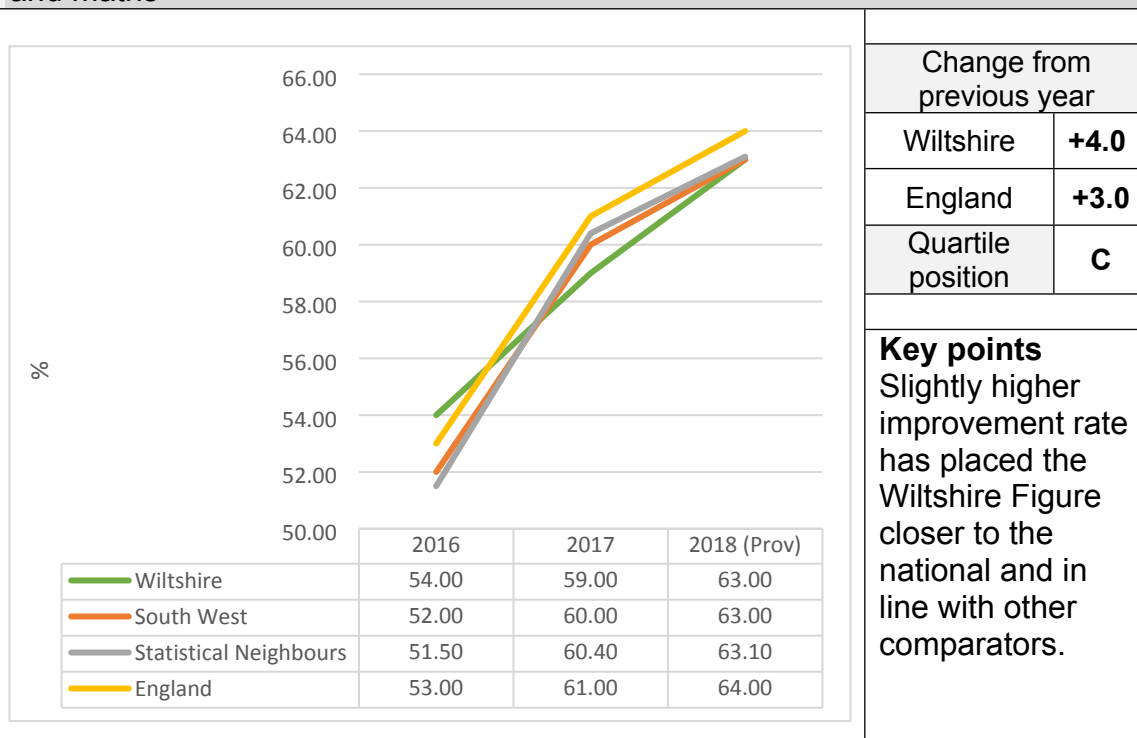 and maths
66.00
64.00
62.00
60.00
58.00
56.00
54.00
52.00
50.00
%
2016 2017 2018 (Prov)
Wiltshire 54.00 59.00 63.00
South West 52.00 60.00 63.00
Statistical Neighbours 51.50 60.40 63.10
England 53.00 61.00 64.00
Change from
previous year
Wiltshire +4.0
England +3.0
Quartile
position C
Key points
Slightly higher
improvement rate
has placed the
Wiltshire Figure
closer to the
national and in
line with other
comparators.